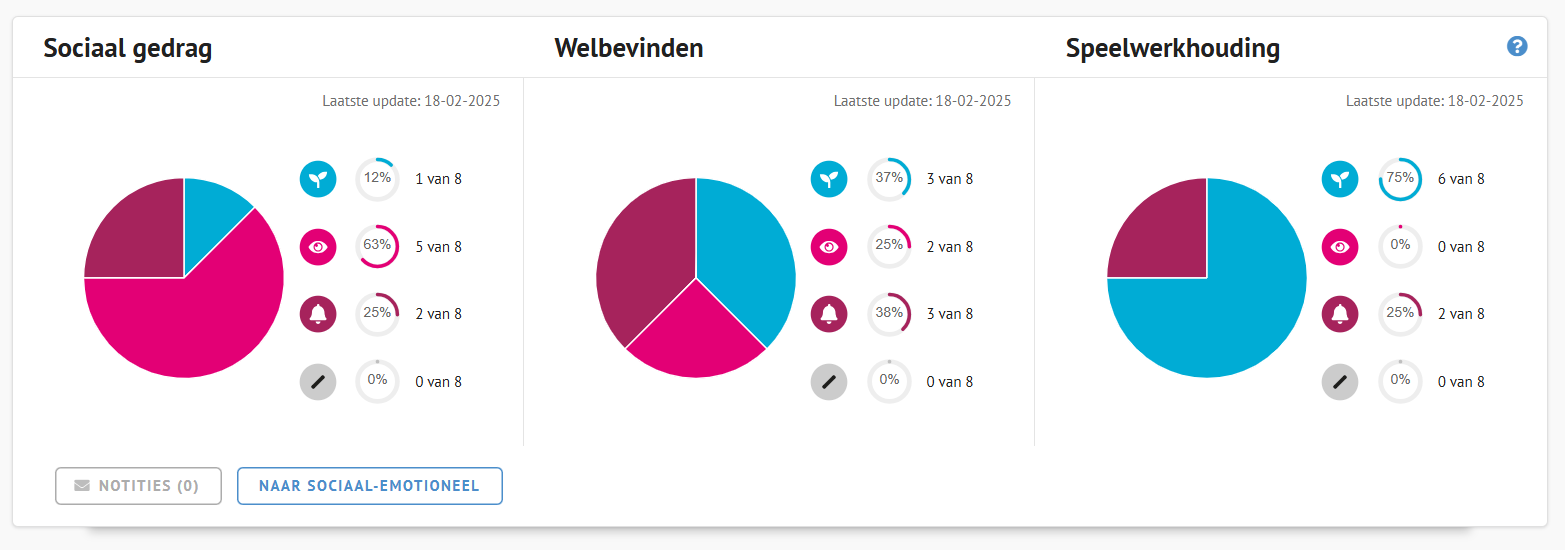 Sociaal gedrag
Welbevinden
Speelwerkhouding
Laatste update: 18-02-2025
12% 1 van 8
63% 5 van 8
25% 2 van 8
0% 0 van 8
Laatste update: 18-02-2025
37% 3 van 8
25% 2 van 8
38% 3 van 8
0% 0 van 8
Laatste update: 18-02-2025
75% 6 van 8
0% 0 van 8
25% 2 van 8
0% 0 van 8
NOTITIES (0)
NAAR SOCIAAL-EMOTIONEEL